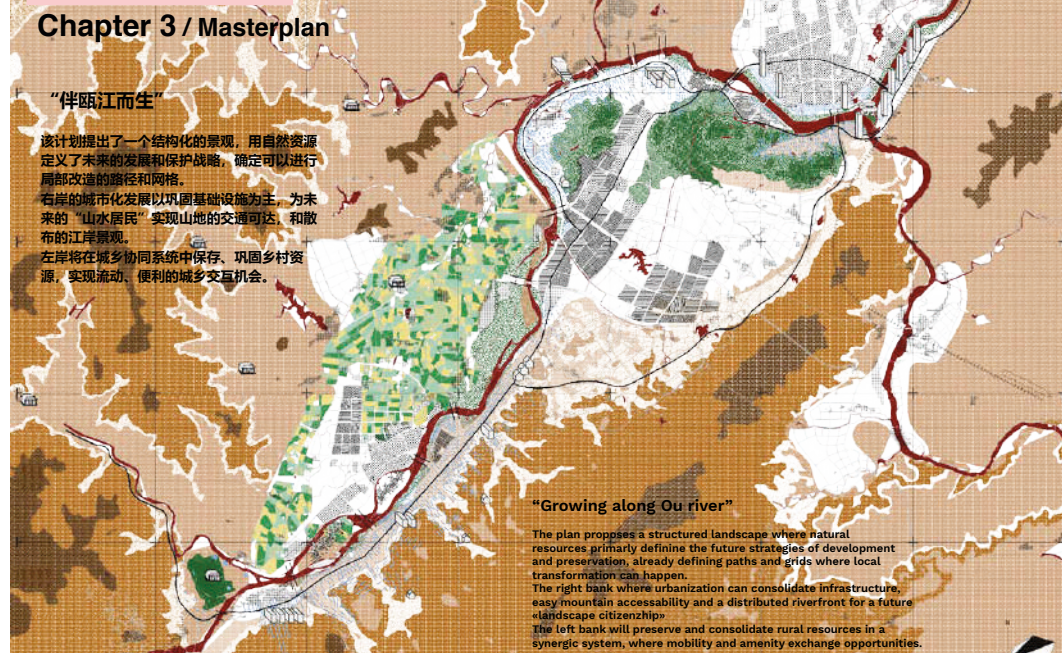 Chapter 3 / Masterplan
“伴瓯江而生”
该计划提出了一个结构化的景观，用自然资源
定义了未来的发展和保护战略，确定可以进行
局部改造的路径和网格。
右岸的城市化发展以巩固基础设施为主，为未
来的“山水居民”实现山地的交通可达，和散
布的江岸景观。
左岸将在城乡协同系统中保存、巩固乡村资
源，实现流动、便利的城乡交互机会。
“Growing along Ou river”
The plan proposes a structured landscape where natural
resources primarily definine the future strategies of development
and preservation, already defining paths and grids where local
transformation can happen.
The right bank where urbanization can consolidate infrastructure,
easy mountain accessability and a distributed riverfront for a future
«landscape citizenzhip»
The left bank will preserve and consolidate rural resources in a
synergic system, where mobility and amenity exchange opportunities.